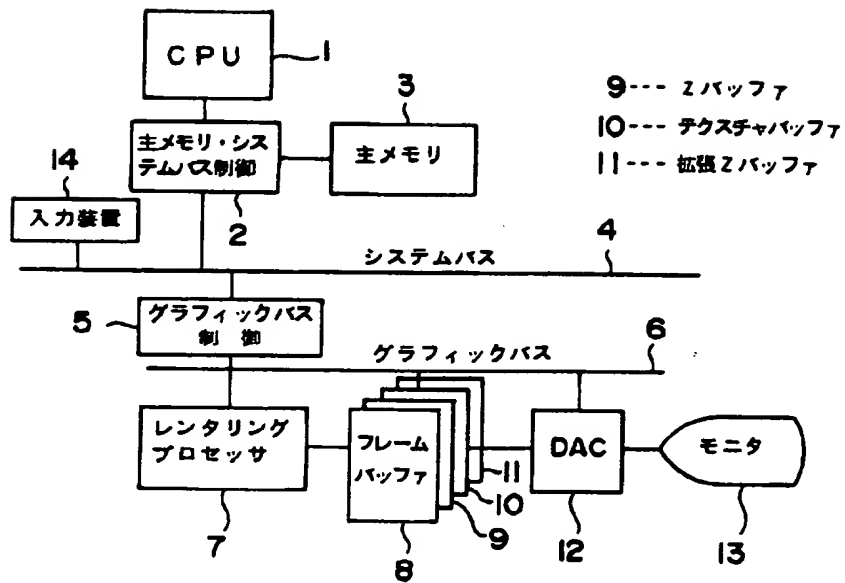 CPU
1
主メモリ・シス
テムバス制御
2
3
主メモリ
9--- Zバッファ
10--- テクスチャバッファ
11--- 拡張Zバッファ
14
入力装置
システムバス
4
5
グラフィックバス
制御
グラフィックバス
6
レンタリング
プロセッサ
7
フレーム
バッファ
8
9
10
11
DAC
12
モニタ
13